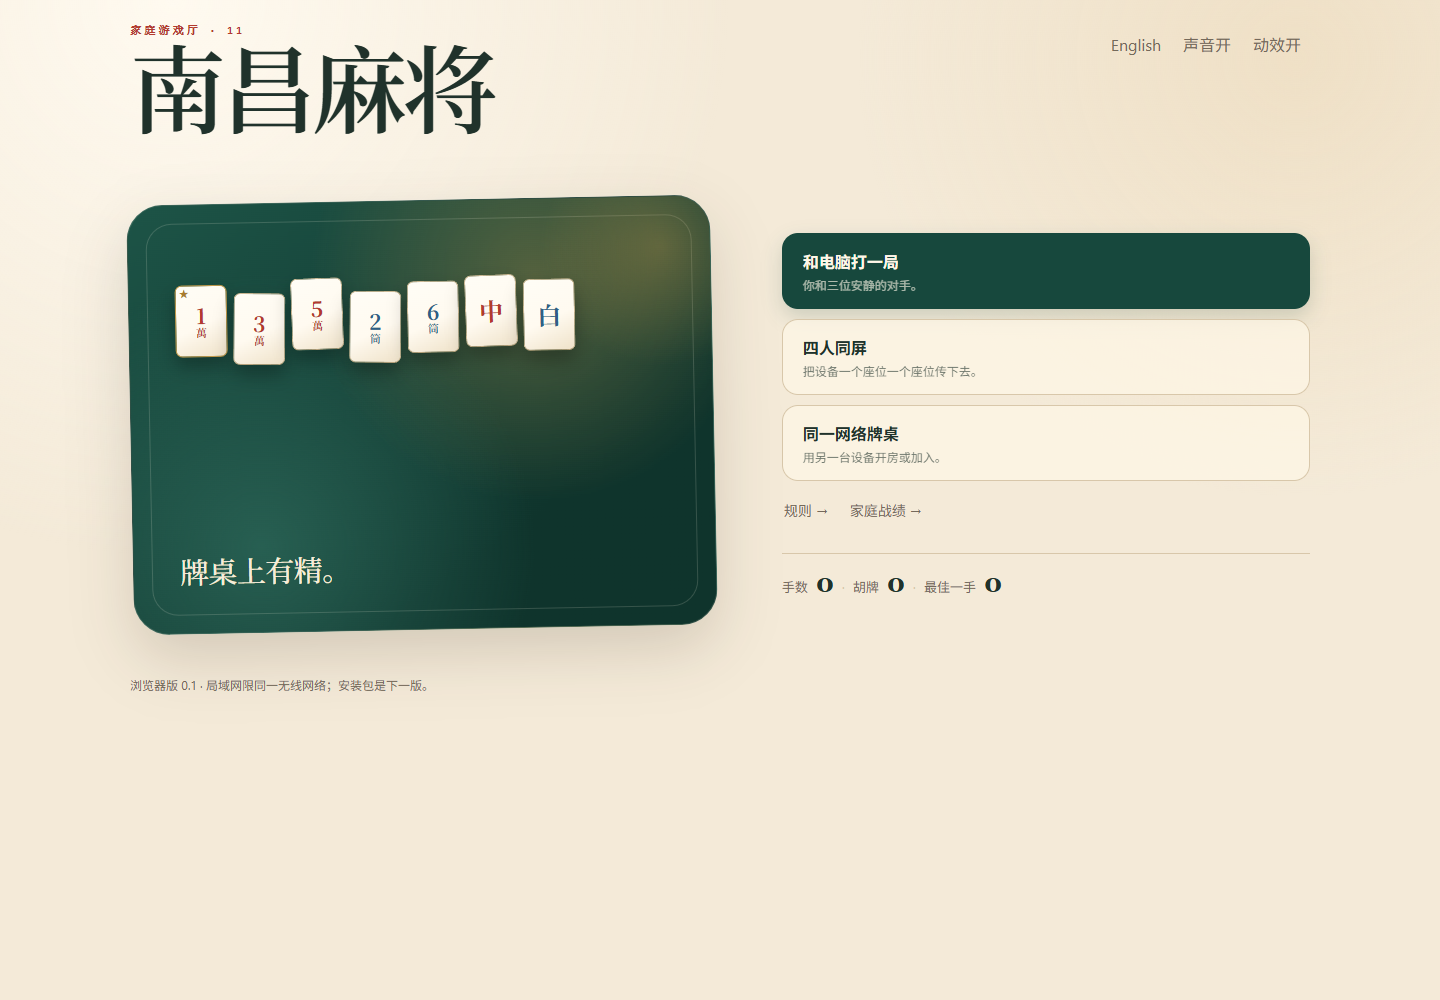 家庭游戏厅 · 11
南昌麻将
English 声音开 动效开
★
1
萬
3
萬
5
萬
2
筒
6
筒
中
白
牌桌上有精。
和电脑打一局
你和三位安静的对手。
四人同屏
把设备一个座位一个座位传下去。
同一网络牌桌
用另一台设备开房或加入。
规则 → 家庭战绩 →
手数 0 · 胡牌 0 · 最佳一手 0
浏览器版 0.1 · 局域网限同一无线网络；安装包是下一版。